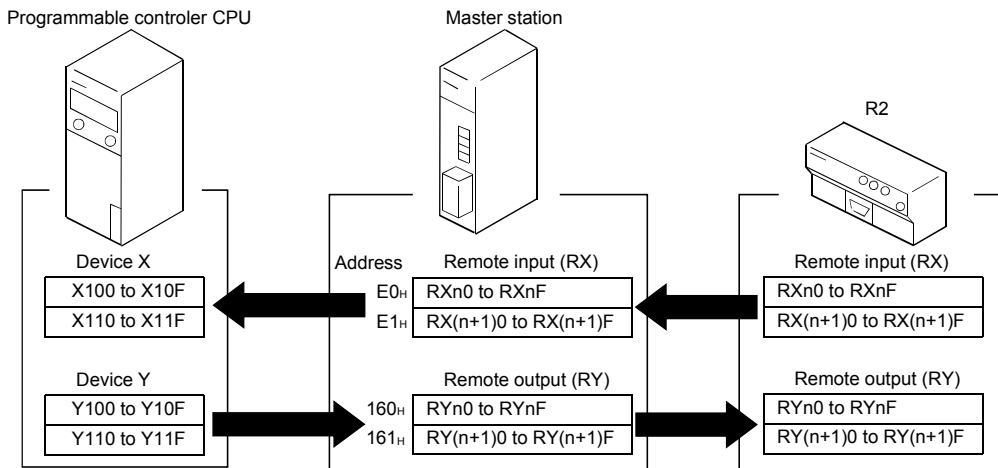 Programmable controler CPU
Master station
R2
Device X
X100 to X10F
X110 to X11F
Address
E0H
E1H
Remote input (RX)
RXn0 to RXnF
RX(n+1)0 to RX(n+1)F
Remote input (RX)
RXn0 to RXnF
RX(n+1)0 to RX(n+1)F
Device Y
Y100 to Y10F
Y110 to Y11F
160H
161H
Remote output (RY)
RYn0 to RYnF
RY(n+1)0 to RY(n+1)F
Remote output (RY)
RYn0 to RYnF
RY(n+1)0 to RY(n+1)F